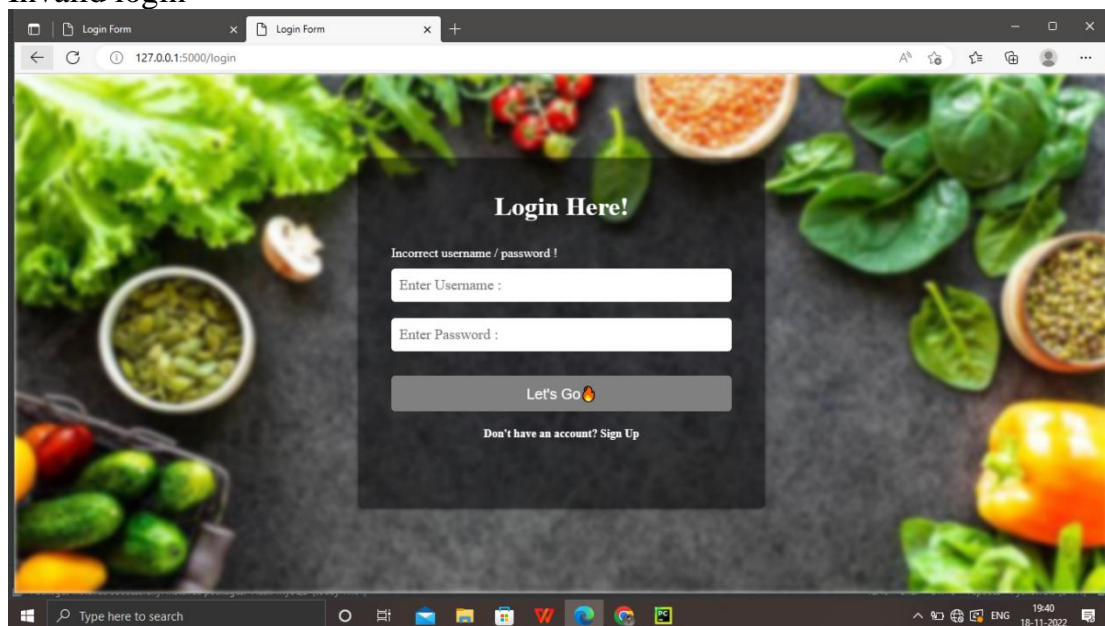 Invalid login
Login Form
Login Form
127.0.0.1:5000/login
Login Here!
Incorrect username / password !
Enter Username :
Enter Password :
Let's Go🔥
Don't have an account? Sign Up
Type here to search
ENG
19:40
18-11-2022